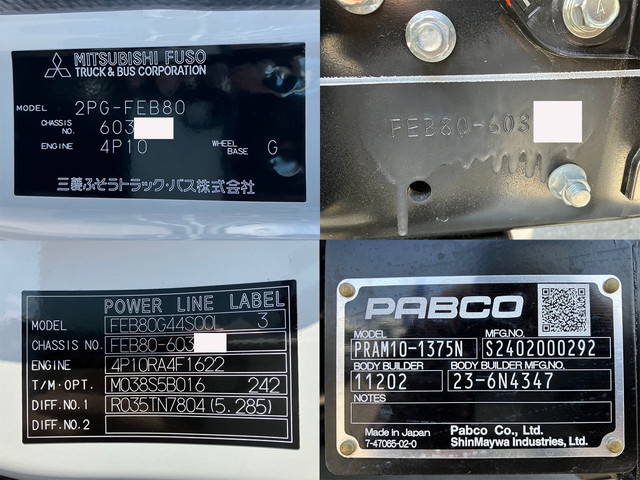 MITSUBISHI FUSO
TRUCK & BUS CORPORATION
MODEL 2PG-FEB80
CHASSIS NO. 603
ENGINE 4P10 WHEEL BASE G
三菱ふそうトラック・バス株式会社
FEB80-603
POWER LINE LABEL
MODEL FEB80G44S00L 3
CHASSIS NO. FEB80-603
ENGINE 4P10RA4F1622
T/M・OPT. M038S5B016 242
DIFF.NO.1 R035TN7804(5.285)
DIFF.NO.2
PABCO
MODEL MFG.NO.
PRAM10-1375N S2402000292
BODY BUILDER BODY BUILDER MFG.NO.
11202 23-6N4347
NOTES
Made in Japan Pabco Co., Ltd.
7-47065-02-0 ShinMaywa Industries, Ltd.